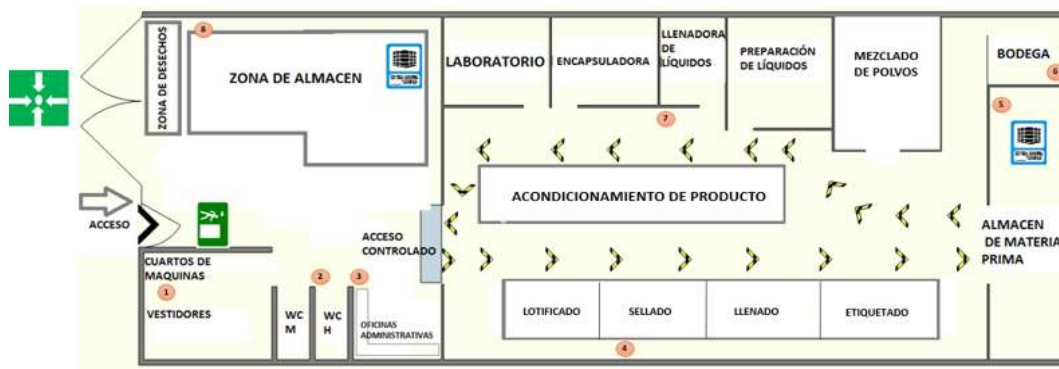 8
ZONA DE DESECHOS
ZONA DE ALMACEN
LABORATORIO
ENCAPSULADORA
LLENADORA
DE
LÍQUIDOS
PREPARACIÓN
DE LÍQUIDOS
MEZCLADO
DE POLVOS
BODEGA
6
5
7
ACONDICIONAMIENTO DE PRODUCTO
ACCESO
ACCESO
CONTROLADO
ALMACEN
DE MATERIA
PRIMA
CUARTOS DE
MAQUINAS
1
VESTIDORES
2
3
WC
M
WC
H
OFICINAS
ADMINISTRATIVAS
LOTIFICADO
SELLADO
LLENADO
ETIQUETADO
4